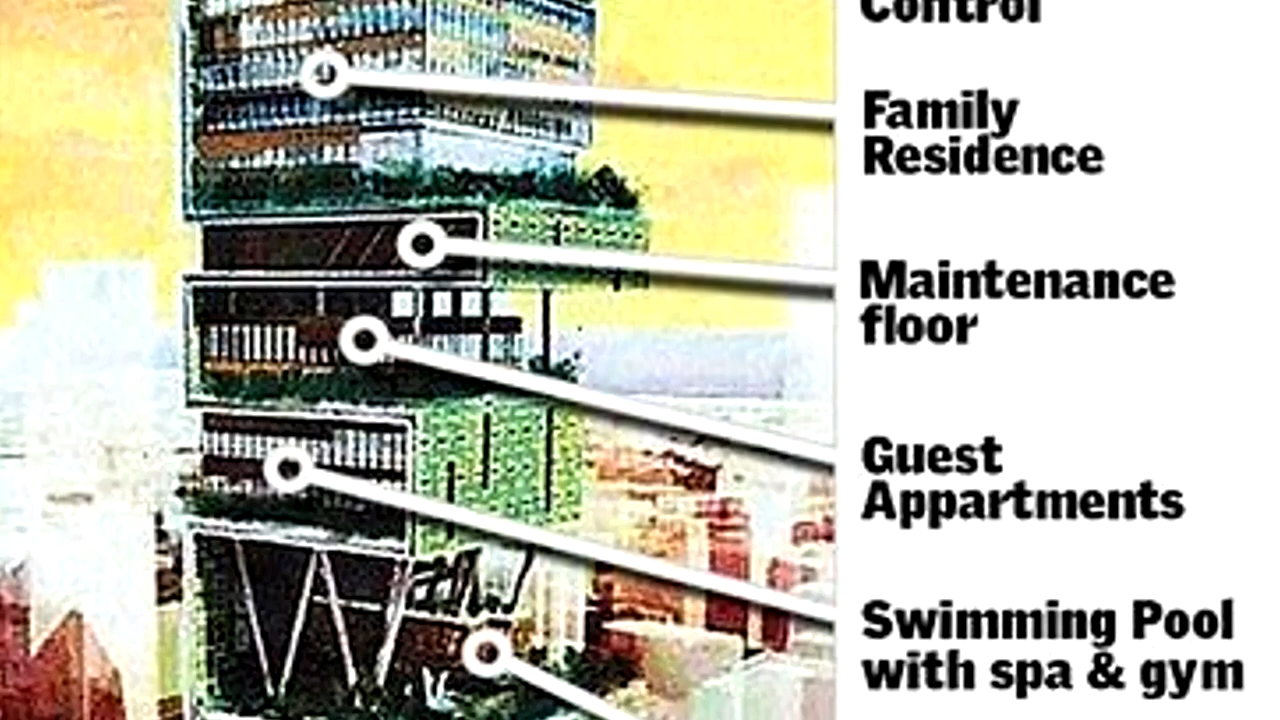 Control
Family
Residence
Maintenance
floor
Guest
Appartments
Swimming Pool
with spa & gym